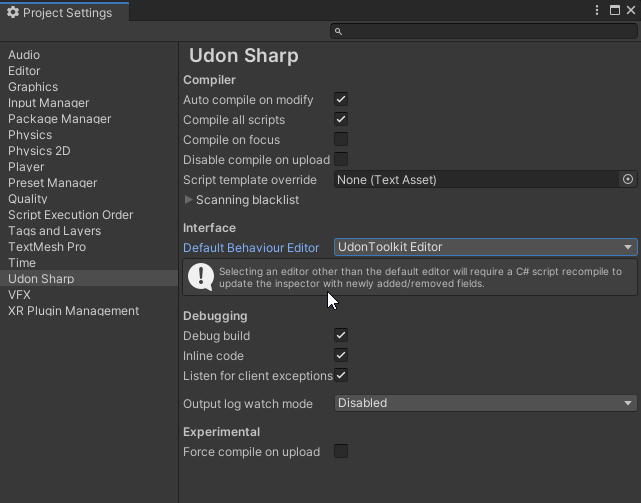 Project Settings
Audio
Editor
Graphics
Input Manager
Package Manager
Physics
Physics 2D
Player
Preset Manager
Quality
Script Execution Order
Tags and Layers
TextMesh Pro
Time
Udon Sharp
VFX
XR Plugin Management
Udon Sharp
Compiler
Auto compile on modify
Compile all scripts
Compile on focus
Disable compile on upload
Script template override None (Text Asset)
Scanning blacklist
Interface
Default Behaviour Editor UdonToolkit Editor
Selecting an editor other than the default editor will require a C# script recompile to
update the inspector with newly added/removed fields.
Debugging
Debug build
Inline code
Listen for client exceptions
Output log watch mode Disabled
Experimental
Force compile on upload